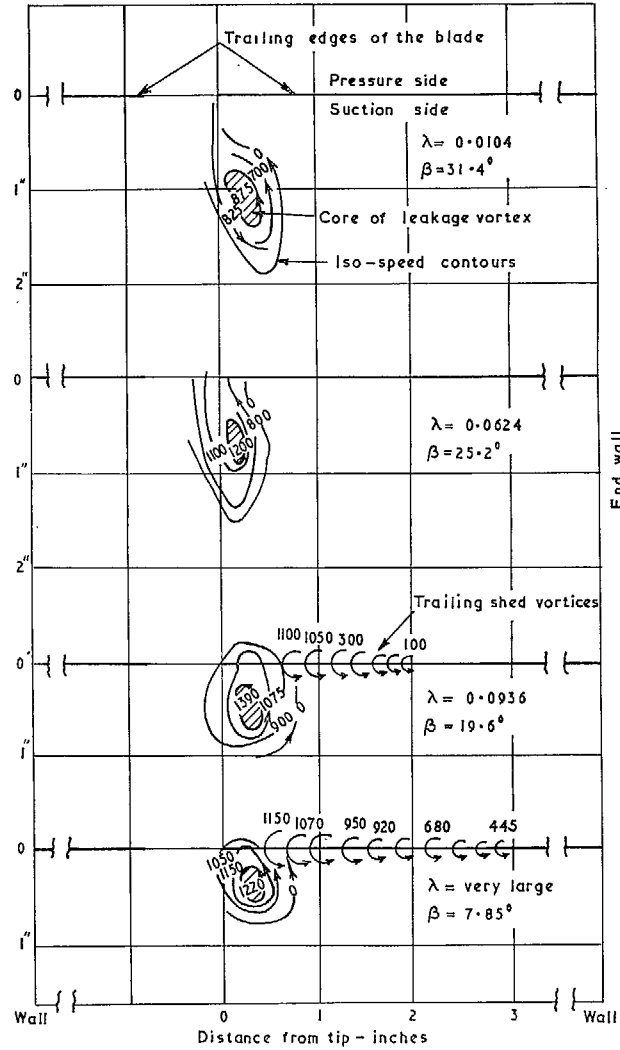 Trailing edges of the blade
0
Pressure side
Suction side
λ = 0·0104
β = 31·4°
0
700
875
825
1"
Core of leakage vortex
Iso-speed contours
2"
0
0
800
1100
1200
λ = 0·0624
β = 25·2°
1"
End wall
2"
Trailing shed vortices
1100 1050 300 100
0
1390
1075
900
0
λ = 0·0936
β = 19·6°
1"
1150 1070 950 920 680 445
0
1050
1150
1220
0
λ = very large
β = 7·85°
1"
Wall 0 1 2 3 Wall
Distance from tip – inches